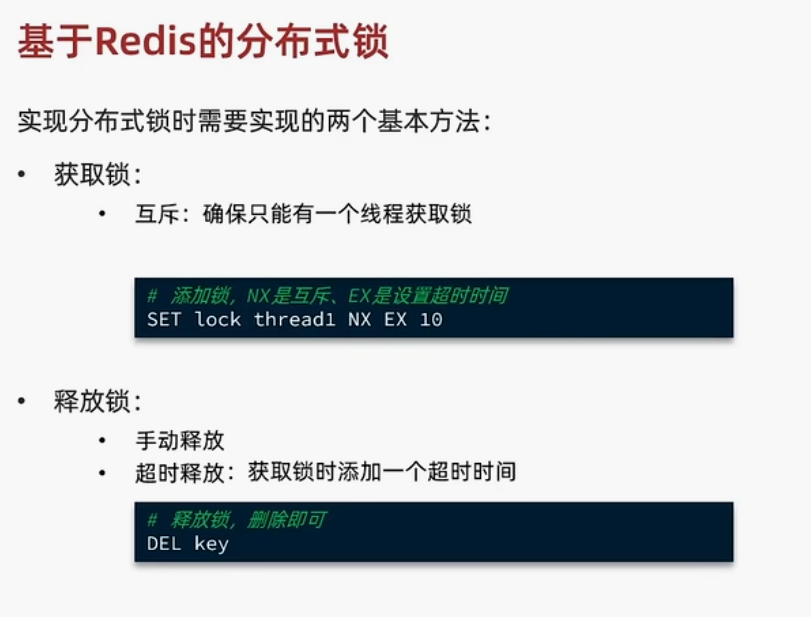 基于Redis的分布式锁
实现分布式锁时需要实现的两个基本方法：
• 获取锁：
• 互斥：确保只能有一个线程获取锁
# 添加锁，NX是互斥、EX是设置超时时间
SET lock thread1 NX EX 10
• 释放锁：
• 手动释放
• 超时释放：获取锁时添加一个超时时间
# 释放锁，删除即可
DEL key